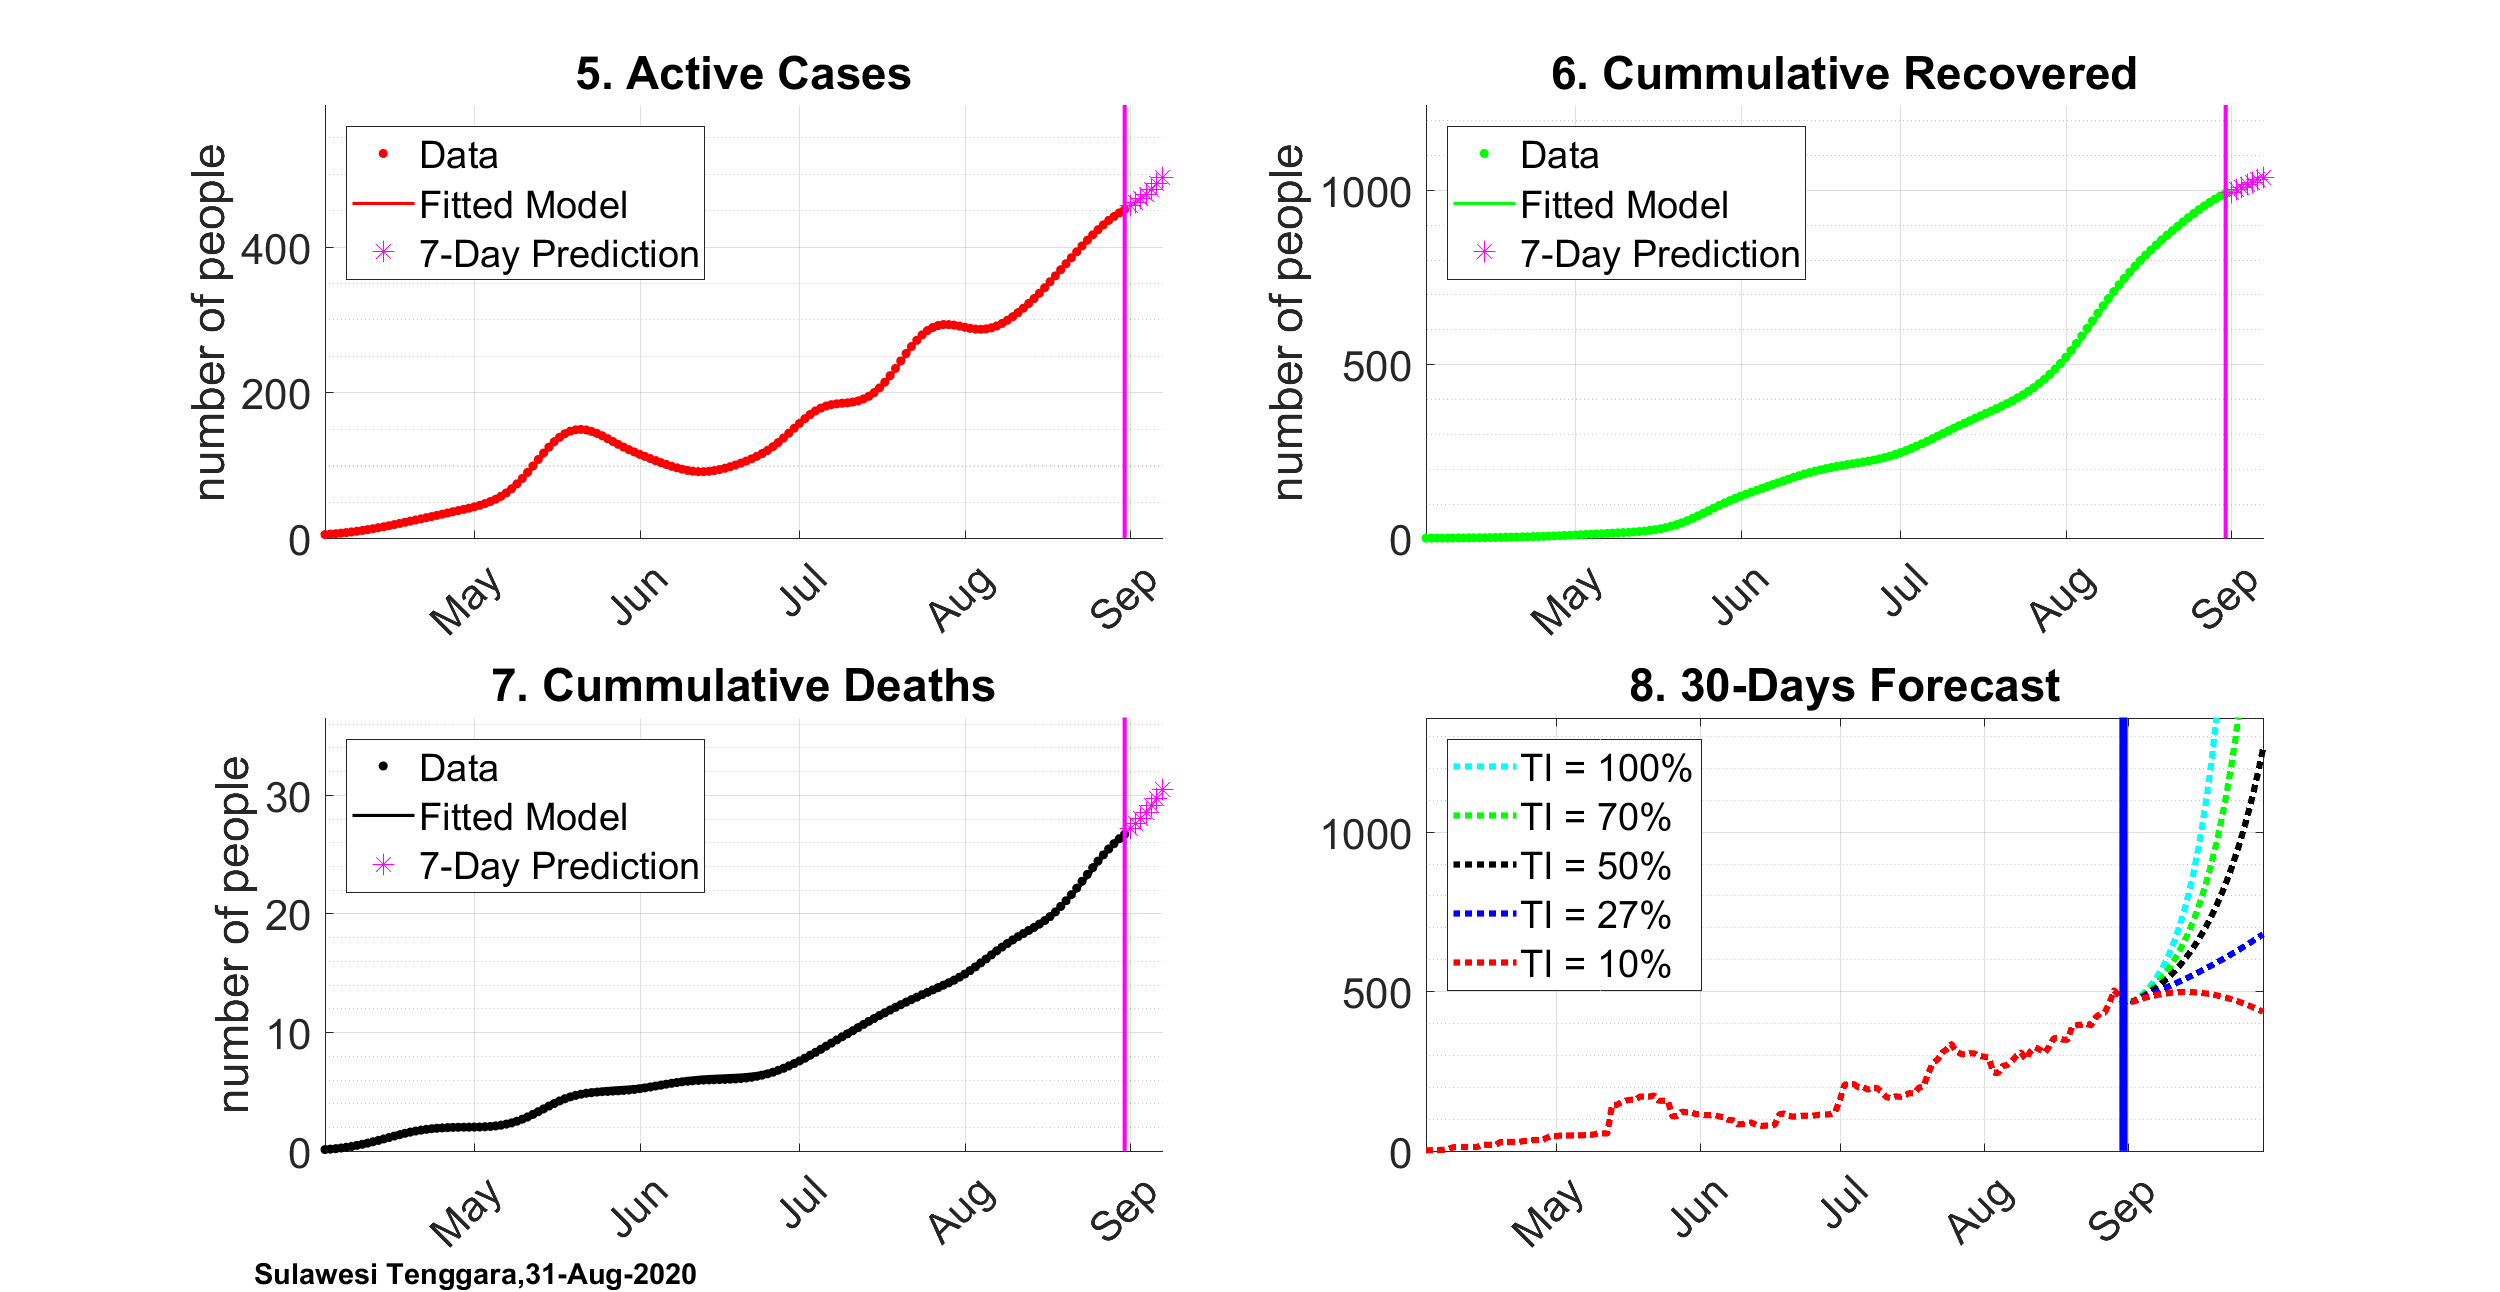 5. Active Cases
number of people
400
200
0
Data
Fitted Model
7-Day Prediction
May
Jun
Jul
Aug
Sep
6. Cummulative Recovered
number of people
1000
500
0
Data
Fitted Model
7-Day Prediction
May
Jun
Jul
Aug
Sep
7. Cummulative Deaths
number of people
30
20
10
0
Data
Fitted Model
7-Day Prediction
May
Jun
Jul
Aug
Sep
8. 30-Days Forecast
1000
500
0
TI = 100%
TI = 70%
TI = 50%
TI = 27%
TI = 10%
May
Jun
Jul
Aug
Sep
Sulawesi Tenggara,31-Aug-2020